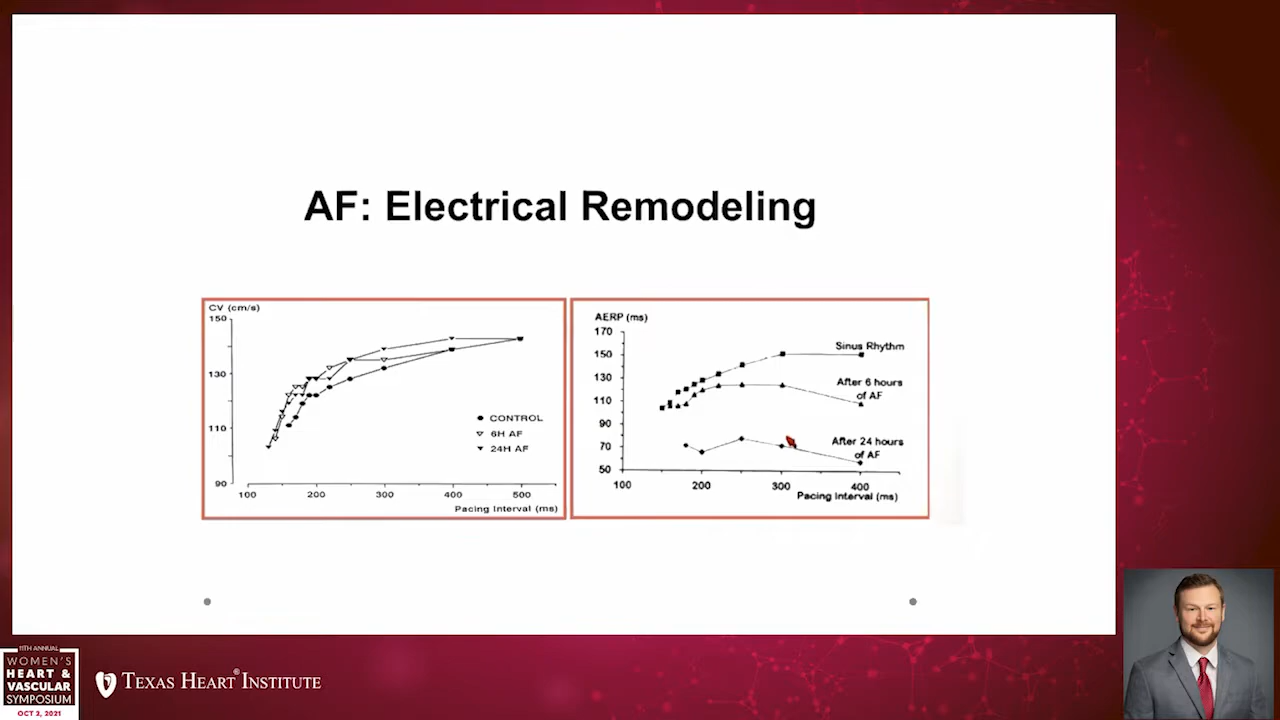 AF: Electrical Remodeling
CV (cm/s)
150
130
110
90
100 200 300 400 500
Pacing Interval (ms)
CONTROL
6H AF
24H AF
AERP (ms)
170
150
130
110
90
70
50
100 200 300 400
Pacing Interval (ms)
Sinus Rhythm
After 6 hours
of AF
After 24 hours
of AF
11TH ANNUAL
WOMEN'S
HEART &
VASCULAR
SYMPOSIUM
OCT 2, 2021
TEXAS HEART® INSTITUTE